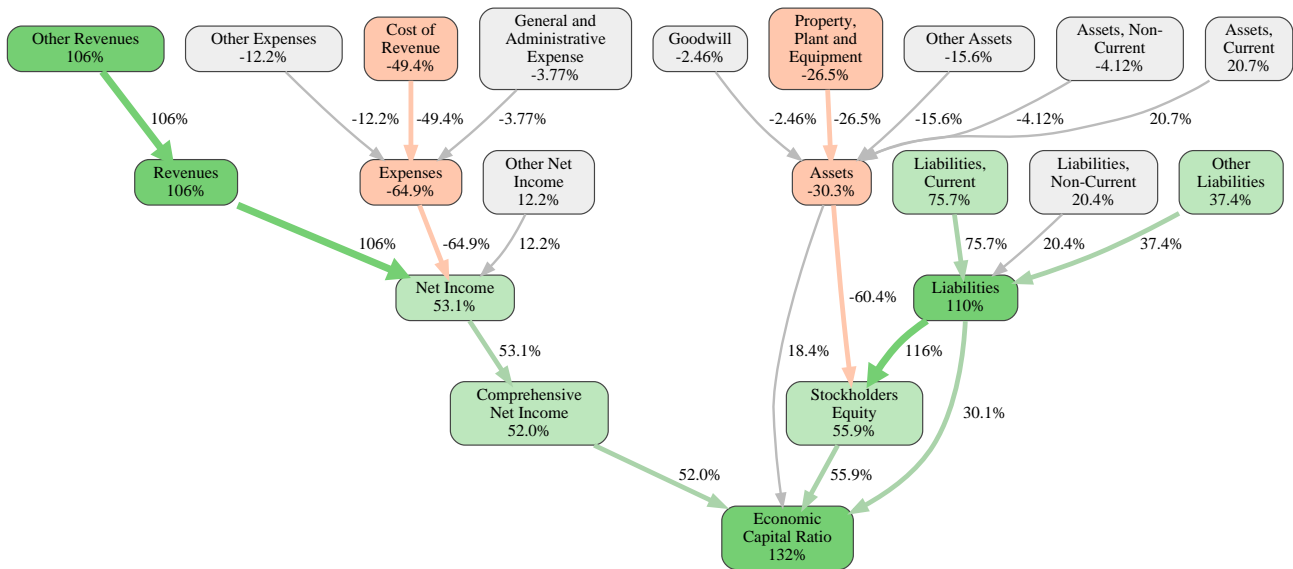 Other Revenues
106%
Other Expenses
-12.2%
Cost of
Revenue
-49.4%
General and
Administrative
Expense
-3.77%
Goodwill
-2.46%
Property,
Plant and
Equipment
-26.5%
Other Assets
-15.6%
Assets, Non-
Current
-4.12%
Assets,
Current
20.7%
106%
-12.2%
-49.4%
-3.77%
-2.46%
-26.5%
-15.6%
-4.12%
20.7%
Revenues
106%
Expenses
-64.9%
Other Net
Income
12.2%
Assets
-30.3%
Liabilities,
Current
75.7%
Liabilities,
Non-Current
20.4%
Other
Liabilities
37.4%
106%
-64.9%
12.2%
75.7%
20.4%
37.4%
Net Income
53.1%
-60.4%
Liabilities
110%
53.1%
18.4%
116%
Comprehensive
Net Income
52.0%
Stockholders
Equity
55.9%
30.1%
52.0%
55.9%
Economic
Capital Ratio
132%